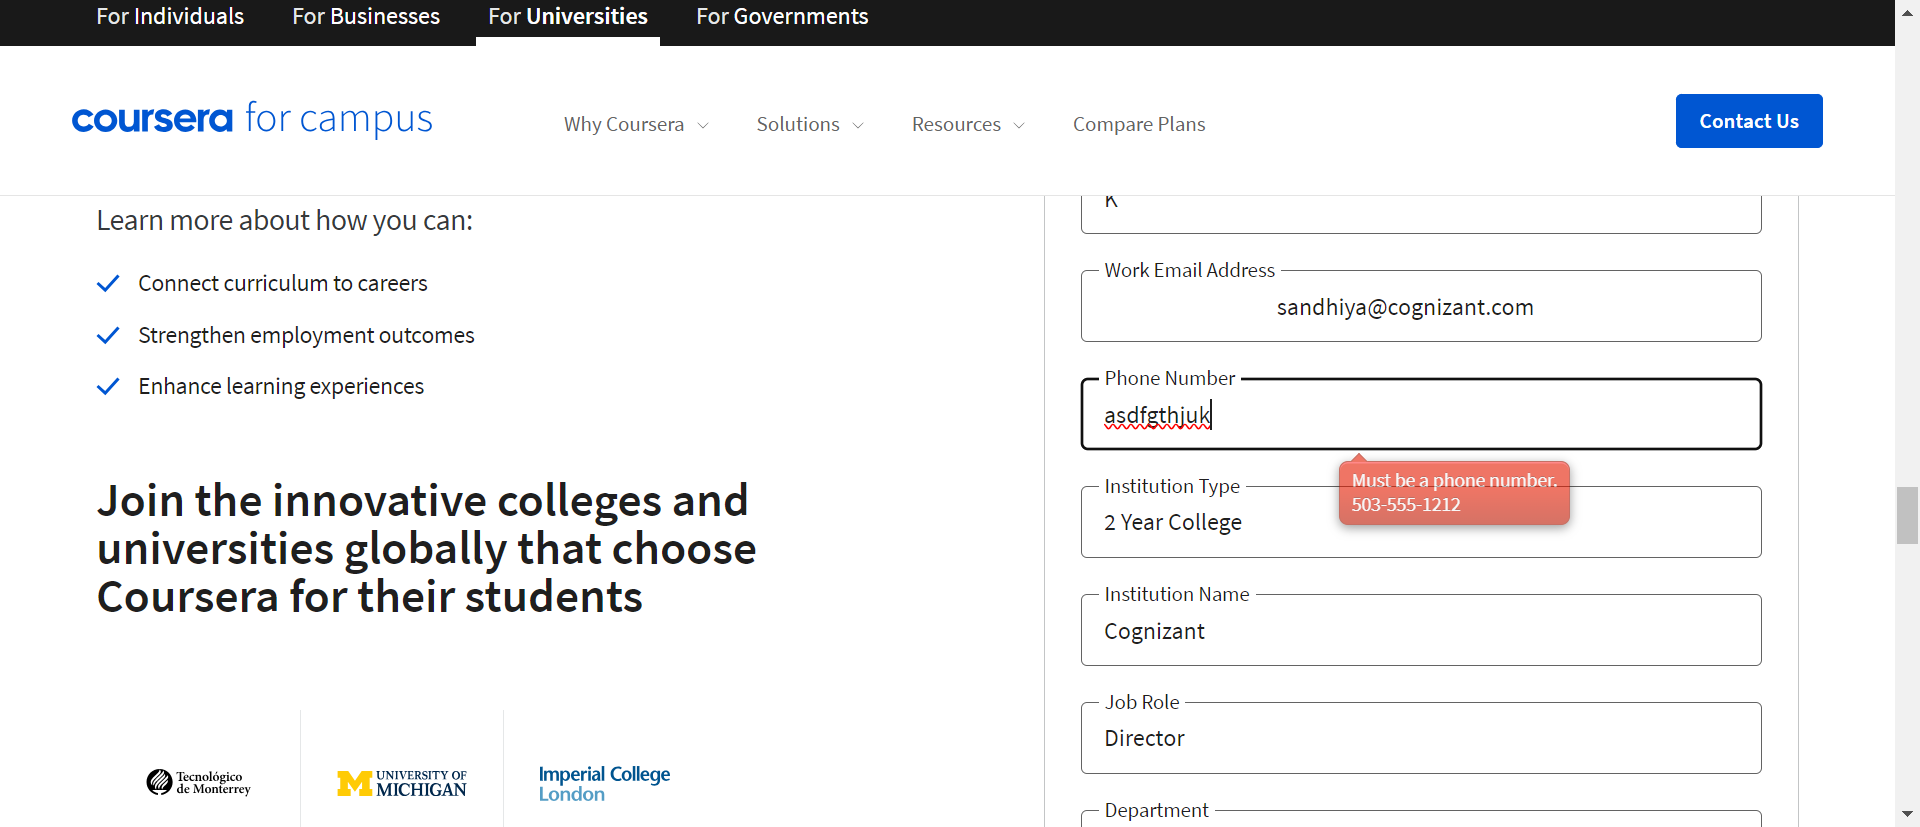 For Individuals
For Businesses
For Universities
For Governments
coursera for campus
Why Coursera
Solutions
Resources
Compare Plans
Contact Us
Learn more about how you can:
Connect curriculum to careers
Strengthen employment outcomes
Enhance learning experiences
Join the innovative colleges and
universities globally that choose
Coursera for their students
Tecnológico
de Monterrey
M UNIVERSITY OF
MICHIGAN
Imperial College
London
K
Work Email Address
sandhiya@cognizant.com
Phone Number
asdfgthjuk
Must be a phone number.
503-555-1212
Institution Type
2 Year College
Institution Name
Cognizant
Job Role
Director
Department